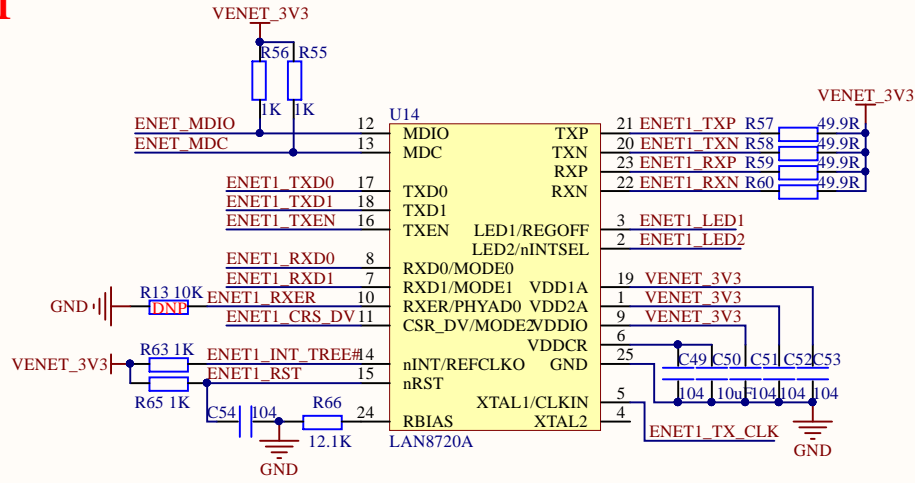 VENET_3V3
R56 R55
1K 1K
U14
VENET_3V3
ENET_MDIO 12 MDIO TXP 21 ENET1_TXP R57 49.9R
ENET_MDC 13 MDC TXN 20 ENET1_TXN R58 49.9R
RXP 23 ENET1_RXP R59 49.9R
ENET1_TXD0 17 TXD0 RXN 22 ENET1_RXN R60 49.9R
ENET1_TXD1 18 TXD1
ENET1_TXEN 16 TXEN LED1/REGOFF 3 ENET1_LED1
LED2/nINTSEL 2 ENET1_LED2
ENET1_RXD0 8 RXD0/MODE0
ENET1_RXD1 7 RXD1/MODE1 VDD1A 19 VENET_3V3
GND R13 10K DNP ENET1_RXER 10 RXER/PHYAD0 VDD2A 1 VENET_3V3
ENET1_CRS_DV 11 CSR_DV/MODE2 VDDIO 9 VENET_3V3
VDDCR 6
VENET_3V3 R63 1K ENET1_INT_TREE# 14 nINT/REFCLKO GND 25
C49 C50 C51 C52 C53
R65 1K ENET1_RST 15 nRST
104 10uF 104 104 104
XTAL1/CLKIN 5
C54 104 R66 12.1K 24 RBIAS XTAL2 4
ENET1_TX_CLK
GND
LAN8720A
GND